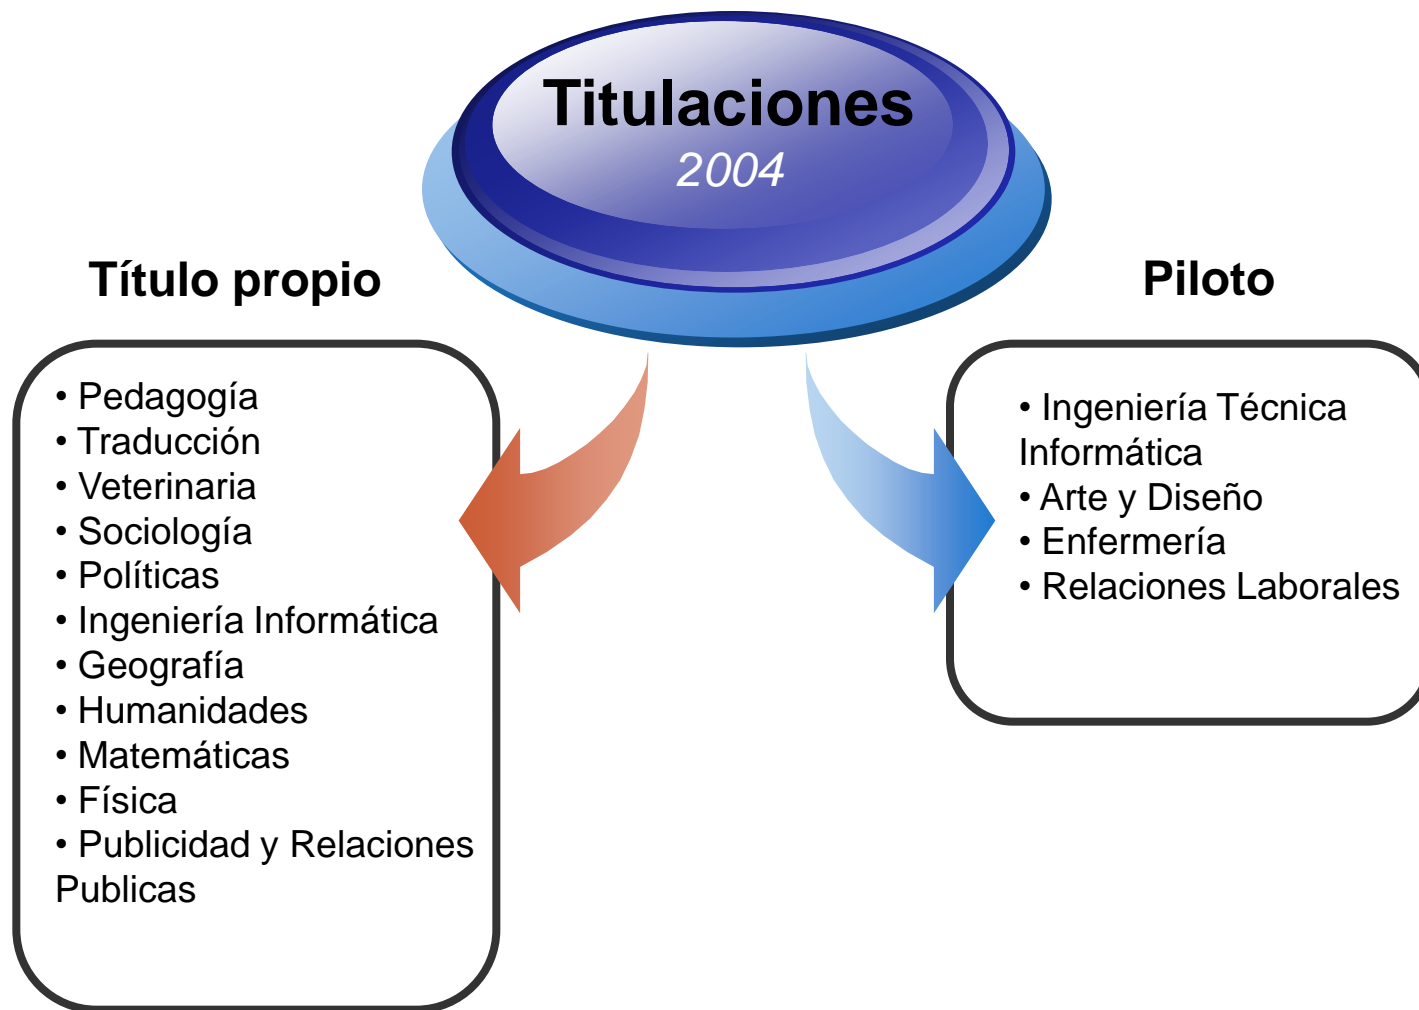 Titulaciones
2004
Título propio
• Pedagogía
• Traducción
• Veterinaria
• Sociología
• Políticas
• Ingeniería Informática
• Geografía
• Humanidades
• Matemáticas
• Física
• Publicidad y Relaciones
Publicas
Piloto
• Ingeniería Técnica
Informática
• Arte y Diseño
• Enfermería
• Relaciones Laborales